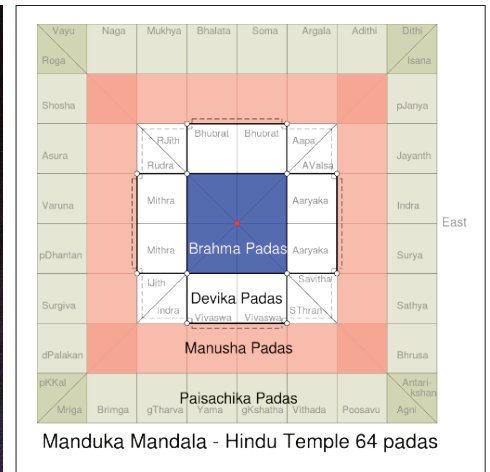 Vayu Naga Mukhya Bhalata Soma Argala Adithi Dithi
Roga Isana
Shosha pJanya
RJith Bhubrat Bhubrat Aapa
Asura Rudra AValsa Jayanth
Varuna Mithra Aaryaka Indra
East
pDhantan Mithra Brahma Padas Aaryaka Surya
IJith Savitha
Devika Padas
Surgiva Indra Vivaswa Vivaswa SThran Sathya
dPalakan Manusha Padas Bhrusa
pKKal Antari-
kshan
Paisachika Padas
Mriga Brimga gTharva Yama gKshatha Vithada Poosavu Agni
Manduka Mandala - Hindu Temple 64 padas